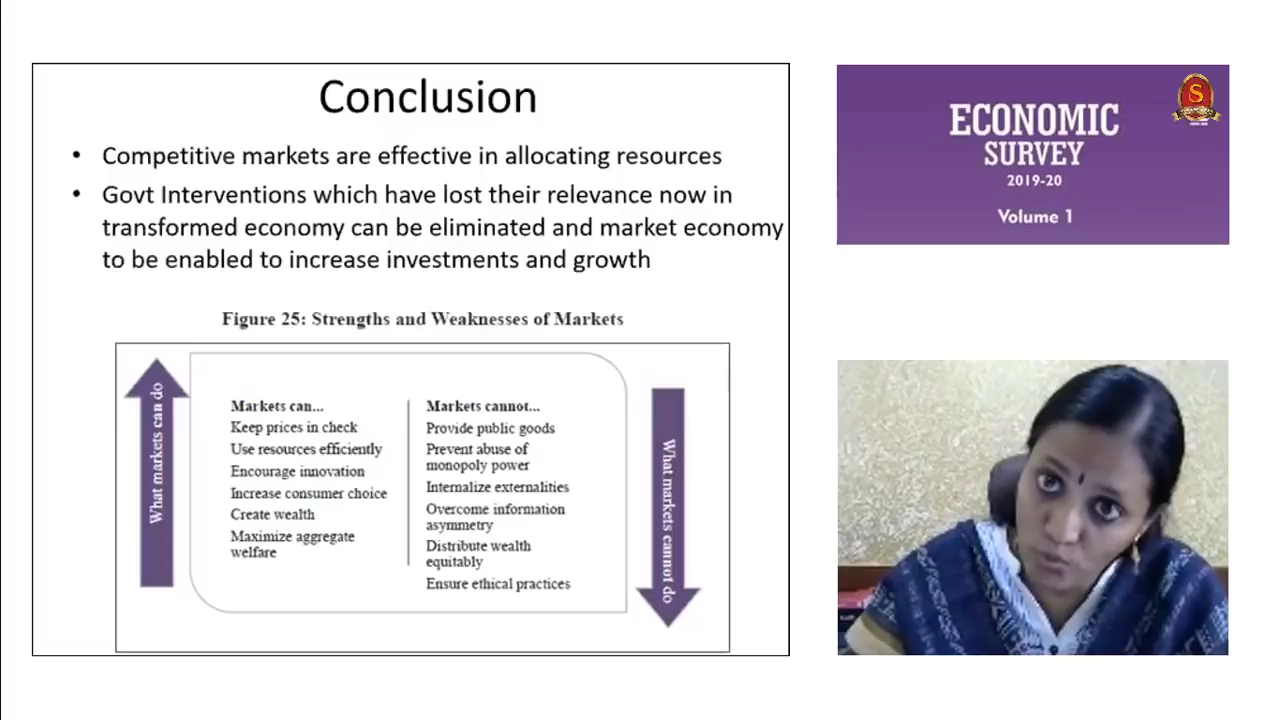 Conclusion
• Competitive markets are effective in allocating resources
• Govt Interventions which have lost their relevance now in
transformed economy can be eliminated and market economy
to be enabled to increase investments and growth
Figure 25: Strengths and Weaknesses of Markets
What markets can do
Markets can...
Keep prices in check
Use resources efficiently
Encourage innovation
Increase consumer choice
Create wealth
Maximize aggregate
welfare
Markets cannot...
Provide public goods
Prevent abuse of
monopoly power
Internalize externalities
Overcome information
asymmetry
Distribute wealth
equitably
Ensure ethical practices
What markets cannot do
ECONOMIC
SURVEY
2019-20
Volume 1
S